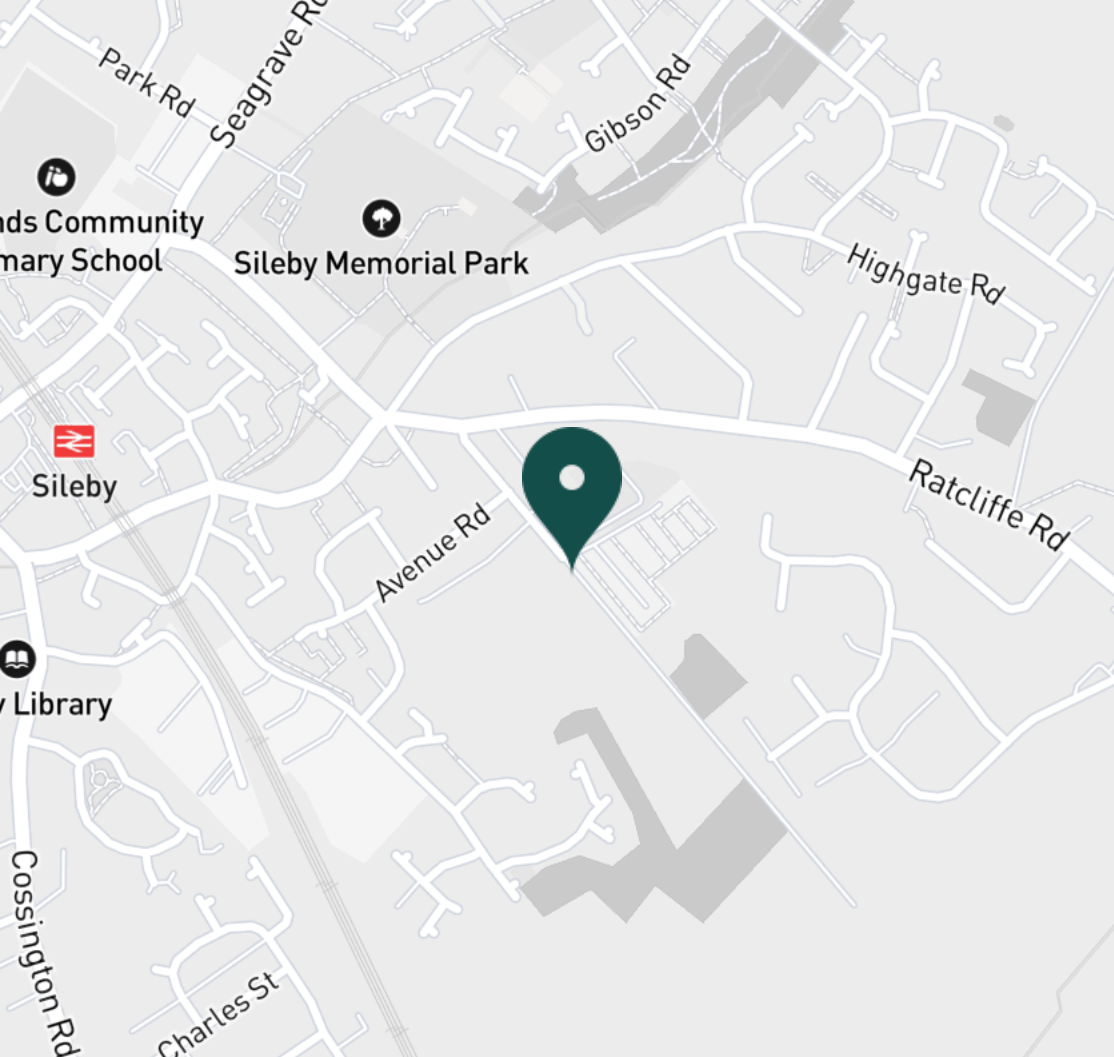 Park Rd
Seagrave Rd
Gibson Rd
nds Community
mary School
Sileby Memorial Park
Highgate Rd
Sileby
Ratcliffe Rd
Avenue Rd
y Library
Cossington Rd
Charles St